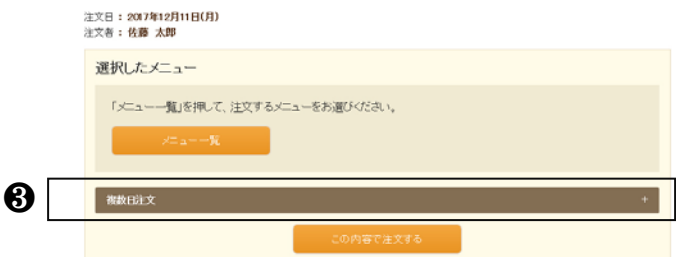 注文日：2017年12月11日(月)
注文者：佐藤 太郎
選択したメニュー
「メニュー一覧」を押して、注文するメニューをお選びください。
メニュー一覧
❸
複数日注文 +
この内容で注文する